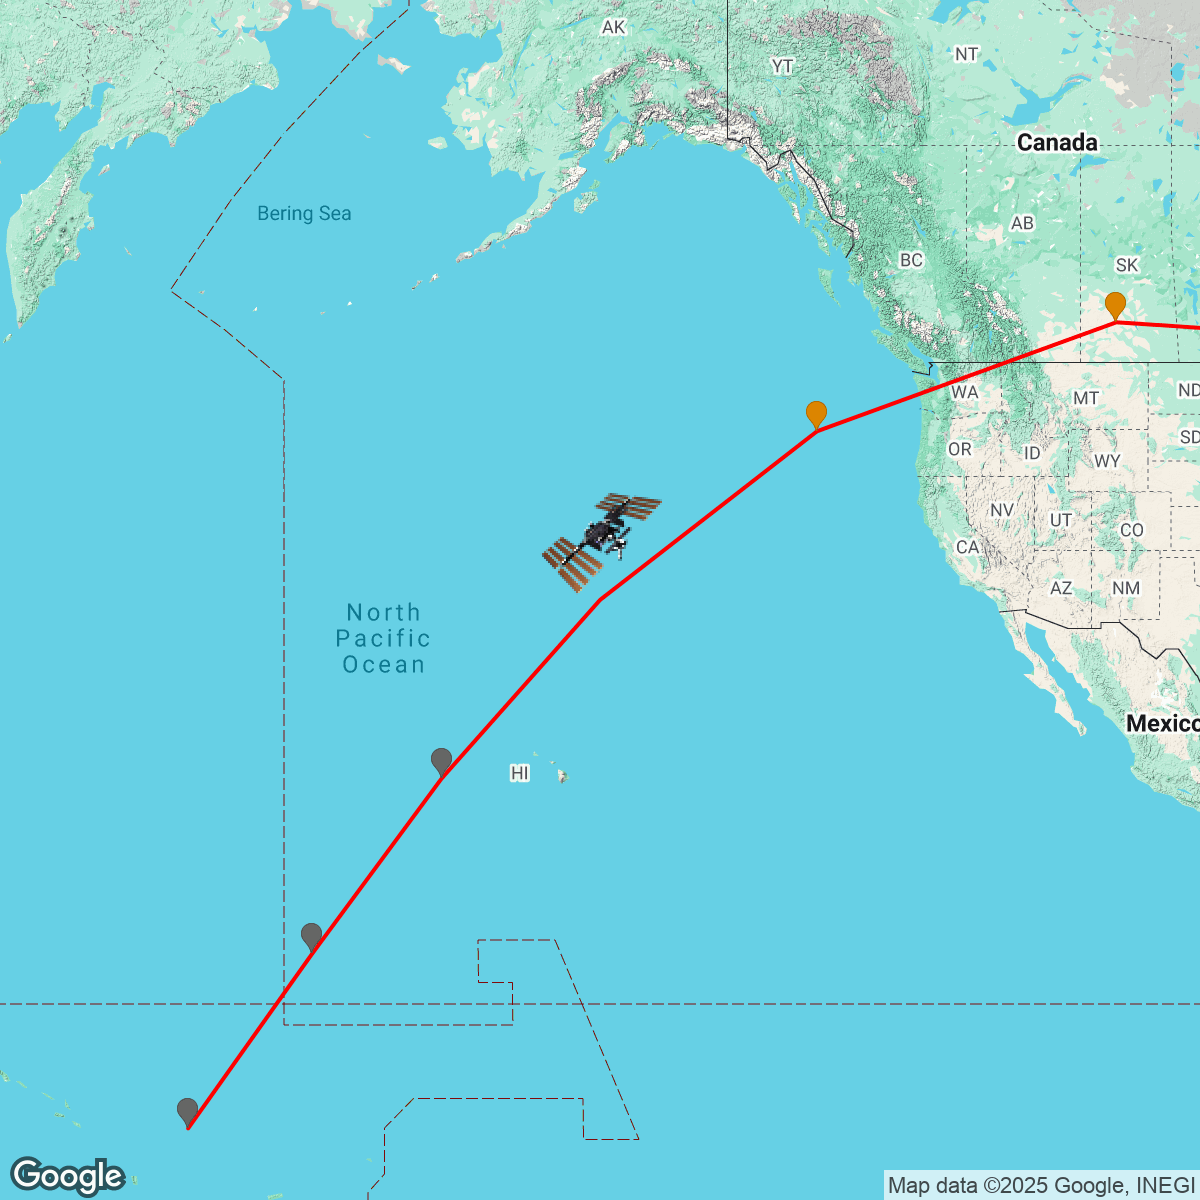 AK
YT
NT
Canada
Bering Sea
AB
BC
SK
WA
MT
ND
OR
ID
SD
WY
NV
UT
CO
CA
AZ
NM
North
Pacific
Ocean
Mexico
HI
Google
Map data ©2025 Google, INEGI